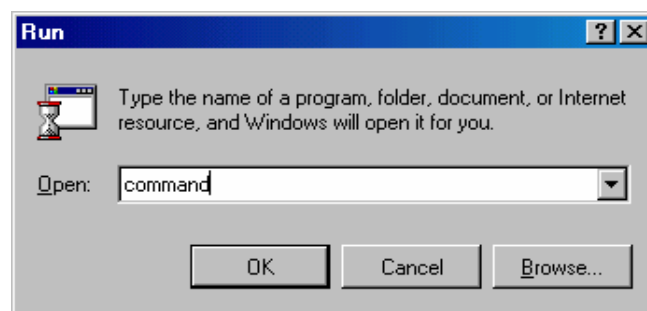 Run
Type the name of a program, folder, document, or Internet
resource, and Windows will open it for you.
Open: command
OK Cancel Browse...